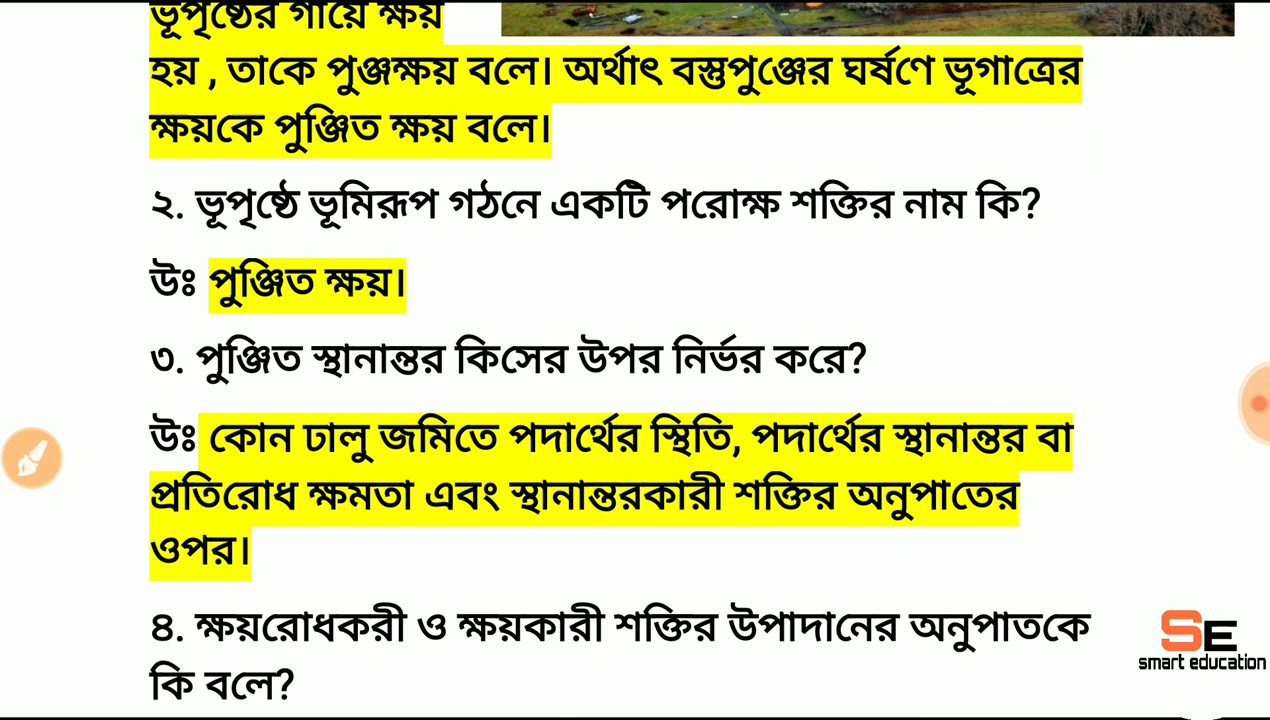 ভূপৃষ্ঠের গায়ে ক্ষয়
হয় , তাকে পুঞ্জক্ষয় বলে। অর্থাৎ বস্তুপুঞ্জের ঘর্ষণে ভূগাত্রের
ক্ষয়কে পুঞ্জিত ক্ষয় বলে।
২. ভূপৃষ্ঠে ভূমিরূপ গঠনে একটি পরোক্ষ শক্তির নাম কি?
উঃ পুঞ্জিত ক্ষয়।
৩. পুঞ্জিত স্থানান্তর কিসের উপর নির্ভর করে?
উঃ কোন ঢালু জমিতে পদার্থের স্থিতি, পদার্থের স্থানান্তর বা
প্রতিরোধ ক্ষমতা এবং স্থানান্তরকারী শক্তির অনুপাতের
ওপর।
৪. ক্ষয়রোধকরী ও ক্ষয়কারী শক্তির উপাদানের অনুপাতকে
কি বলে?
SE
smart education